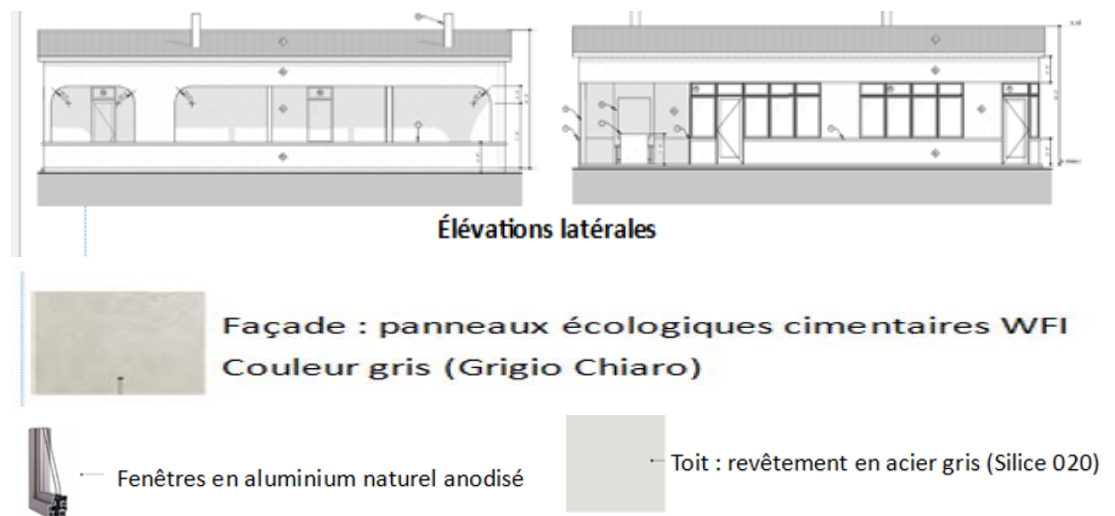 Élévations latérales
Façade : panneaux écologiques cimentaires WFI
Couleur gris (Grigio Chiaro)
Fenêtres en aluminium naturel anodisé
Toit : revêtement en acier gris (Silice 020)